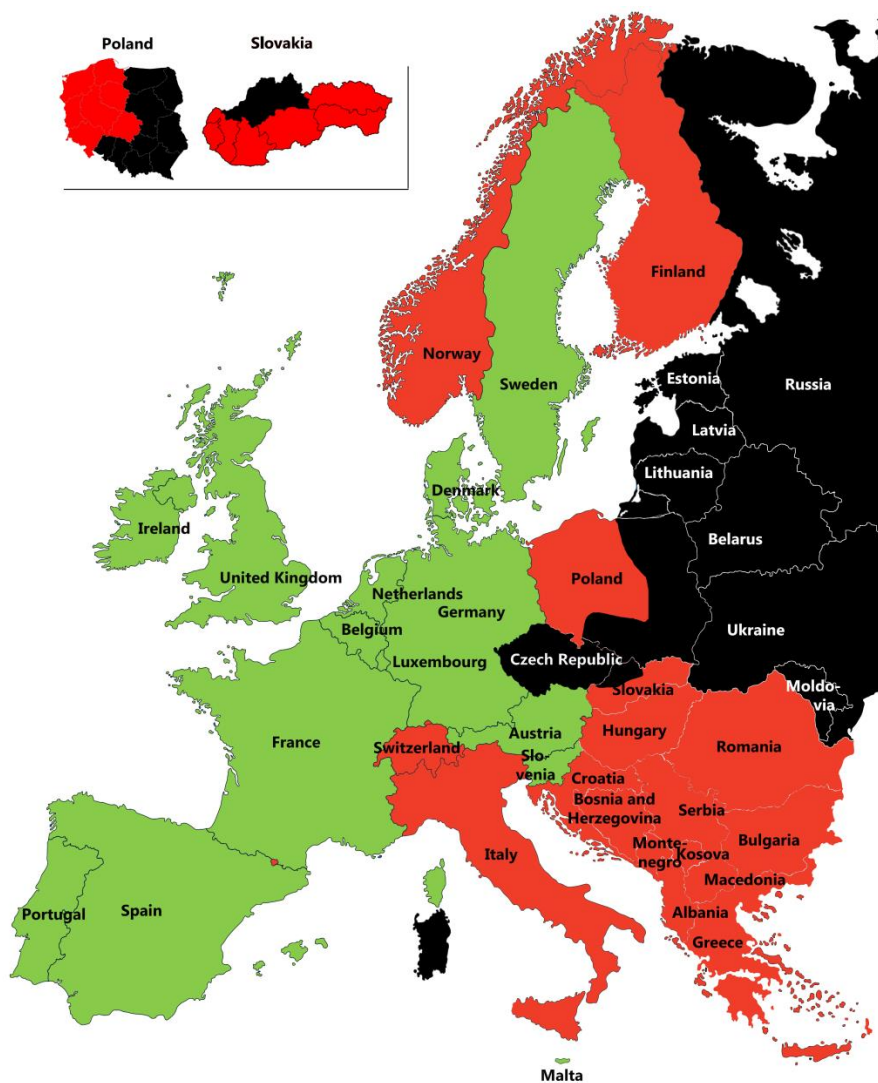 Poland
Slovakia
Finland
Norway
Sweden
Estonia
Russia
Latvia
Lithuania
Denmark
Ireland
Belarus
United Kingdom
Netherlands
Poland
Germany
Belgium
Ukraine
Luxembourg
Czech Republic
Slovakia
Moldo-
via
France
Switzerland
Austria
Hungary
Romania
Slo-
venia
Croatia
Bosnia and
Herzegovina
Serbia
Italy
Monte-
negro
Kosova
Bulgaria
Macedonia
Portugal
Spain
Albania
Greece
Malta